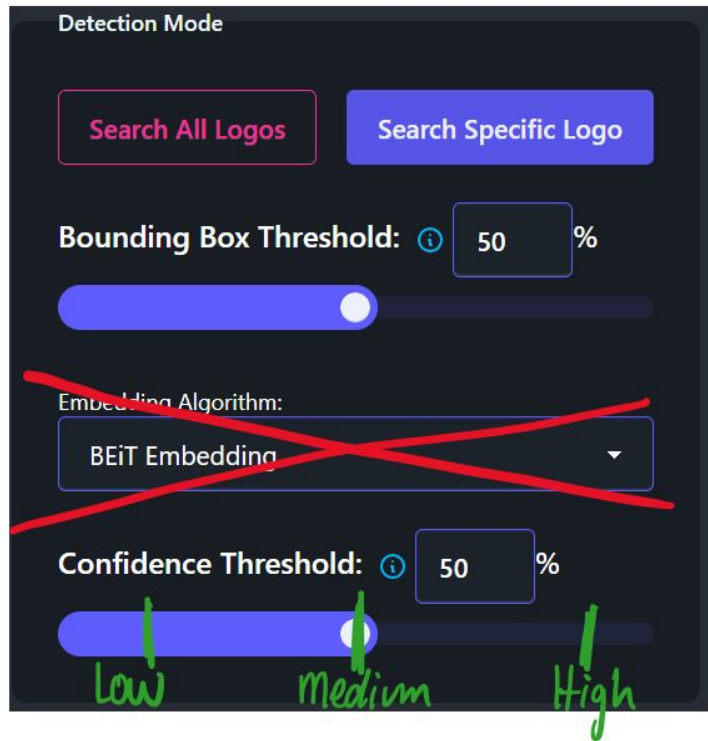 Detection Mode
Search All Logos Search Specific Logo
Bounding Box Threshold: 50 %
Embedding Algorithm:
BEiT Embedding
Confidence Threshold: 50 %
Low Medium High